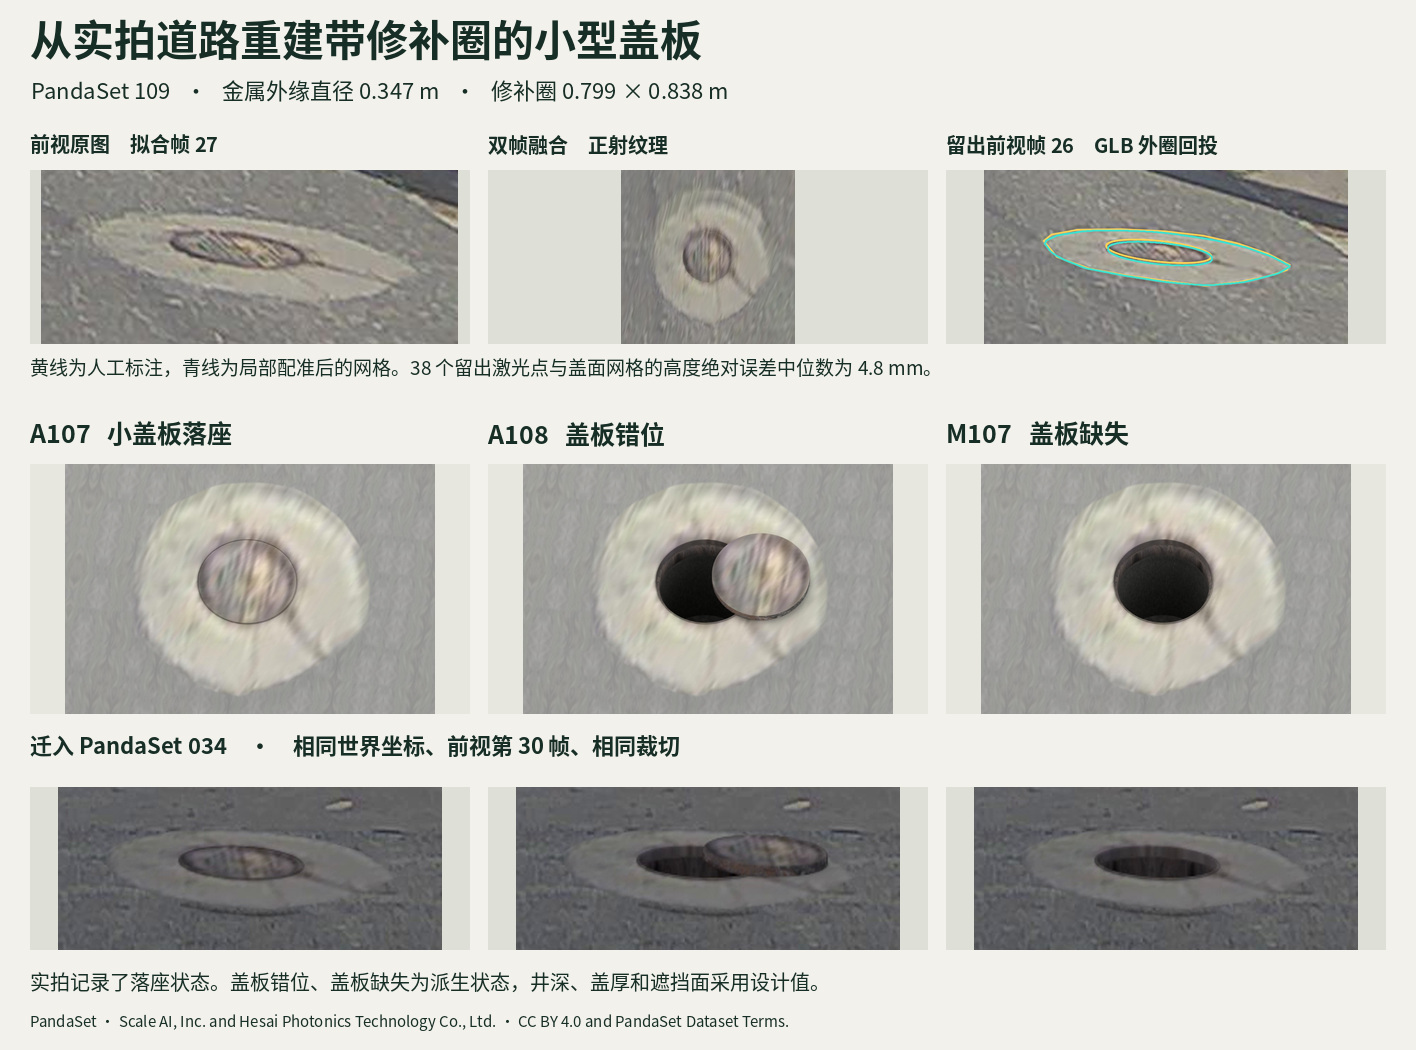 从实拍道路重建带修补圈的小型盖板
PandaSet 109 · 金属外缘直径 0.347 m · 修补圈 0.799 × 0.838 m
前视原图 拟合帧 27
双帧融合 正射纹理
留出前视帧 26 GLB 外圈回投
黄线为人工标注，青线为局部配准后的网格。38 个留出激光点与盖面网格的高度绝对误差中位数为 4.8 mm。
A107 小盖板落座
A108 盖板错位
M107 盖板缺失
迁入 PandaSet 034 · 相同世界坐标、前视第 30 帧、相同裁切
实拍记录了落座状态。盖板错位、盖板缺失为派生状态，井深、盖厚和遮挡面采用设计值。
PandaSet · Scale AI, Inc. and Hesai Photonics Technology Co., Ltd. · CC BY 4.0 and PandaSet Dataset Terms.